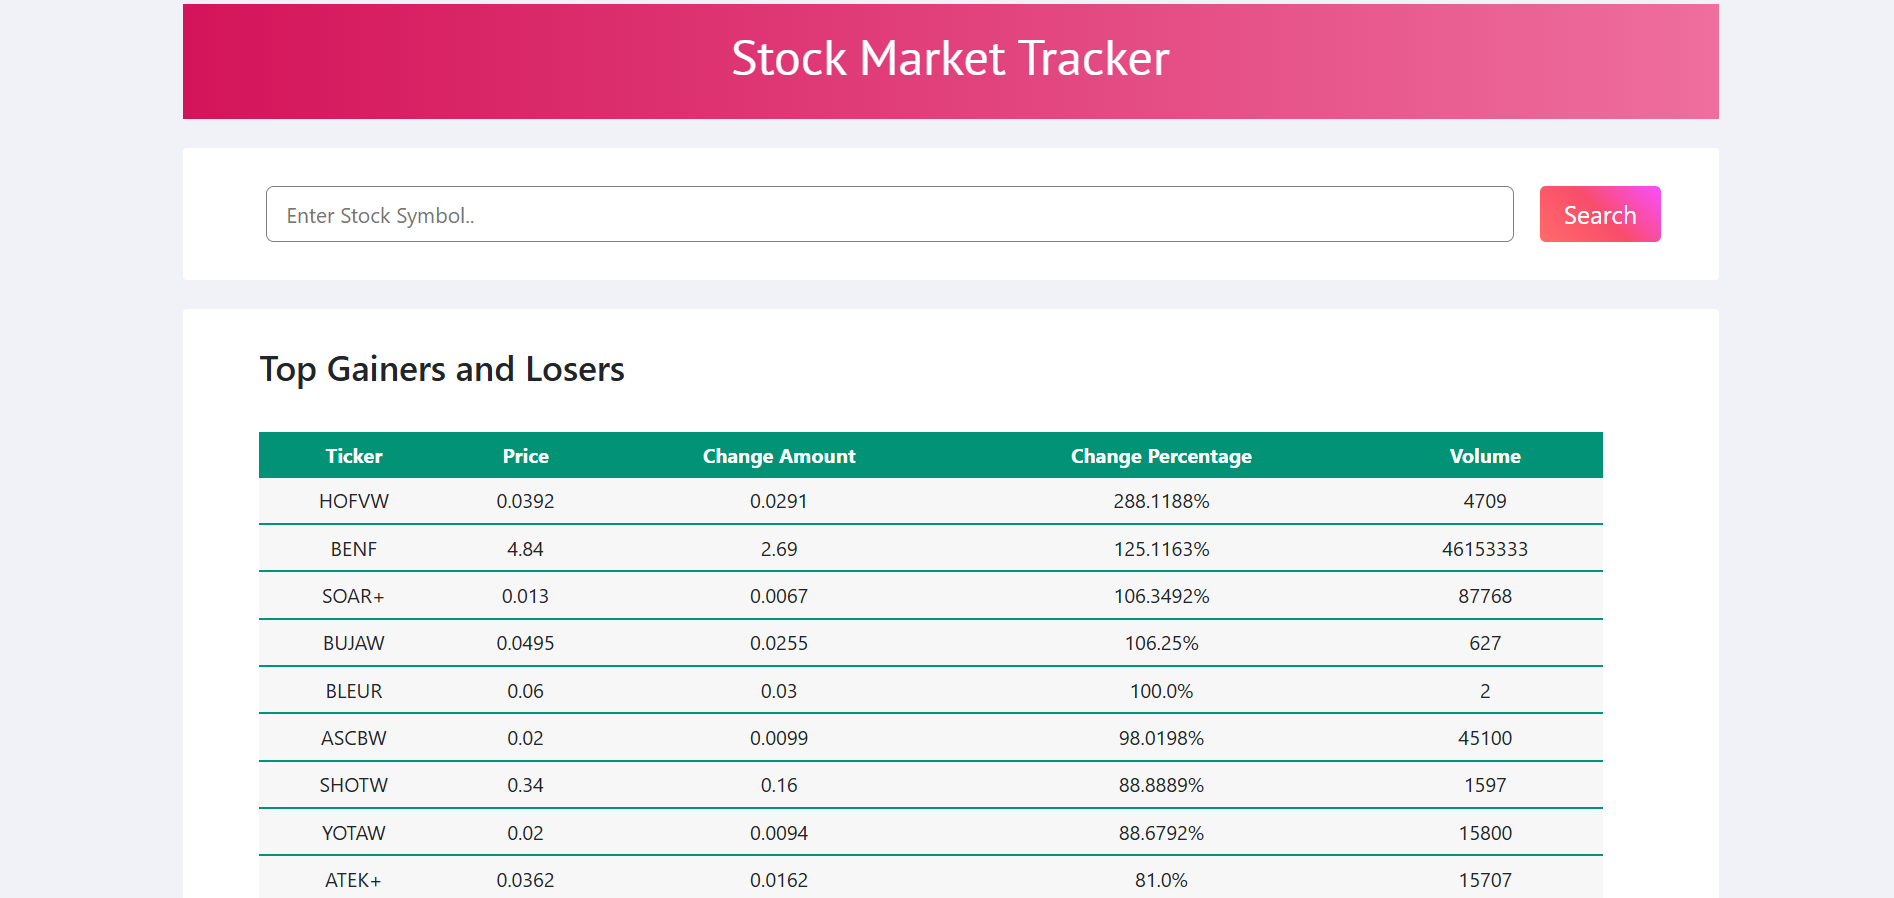 Stock Market Tracker
Enter Stock Symbol..
Search
Top Gainers and Losers
Ticker Price Change Amount Change Percentage Volume
HOFVW 0.0392 0.0291 288.1188% 4709
BENF 4.84 2.69 125.1163% 46153333
SOAR+ 0.013 0.0067 106.3492% 87768
BUJAW 0.0495 0.0255 106.25% 627
BLEUR 0.06 0.03 100.0% 2
ASCBW 0.02 0.0099 98.0198% 45100
SHOTW 0.34 0.16 88.8889% 1597
YOTAW 0.02 0.0094 88.6792% 15800
ATEK+ 0.0362 0.0162 81.0% 15707